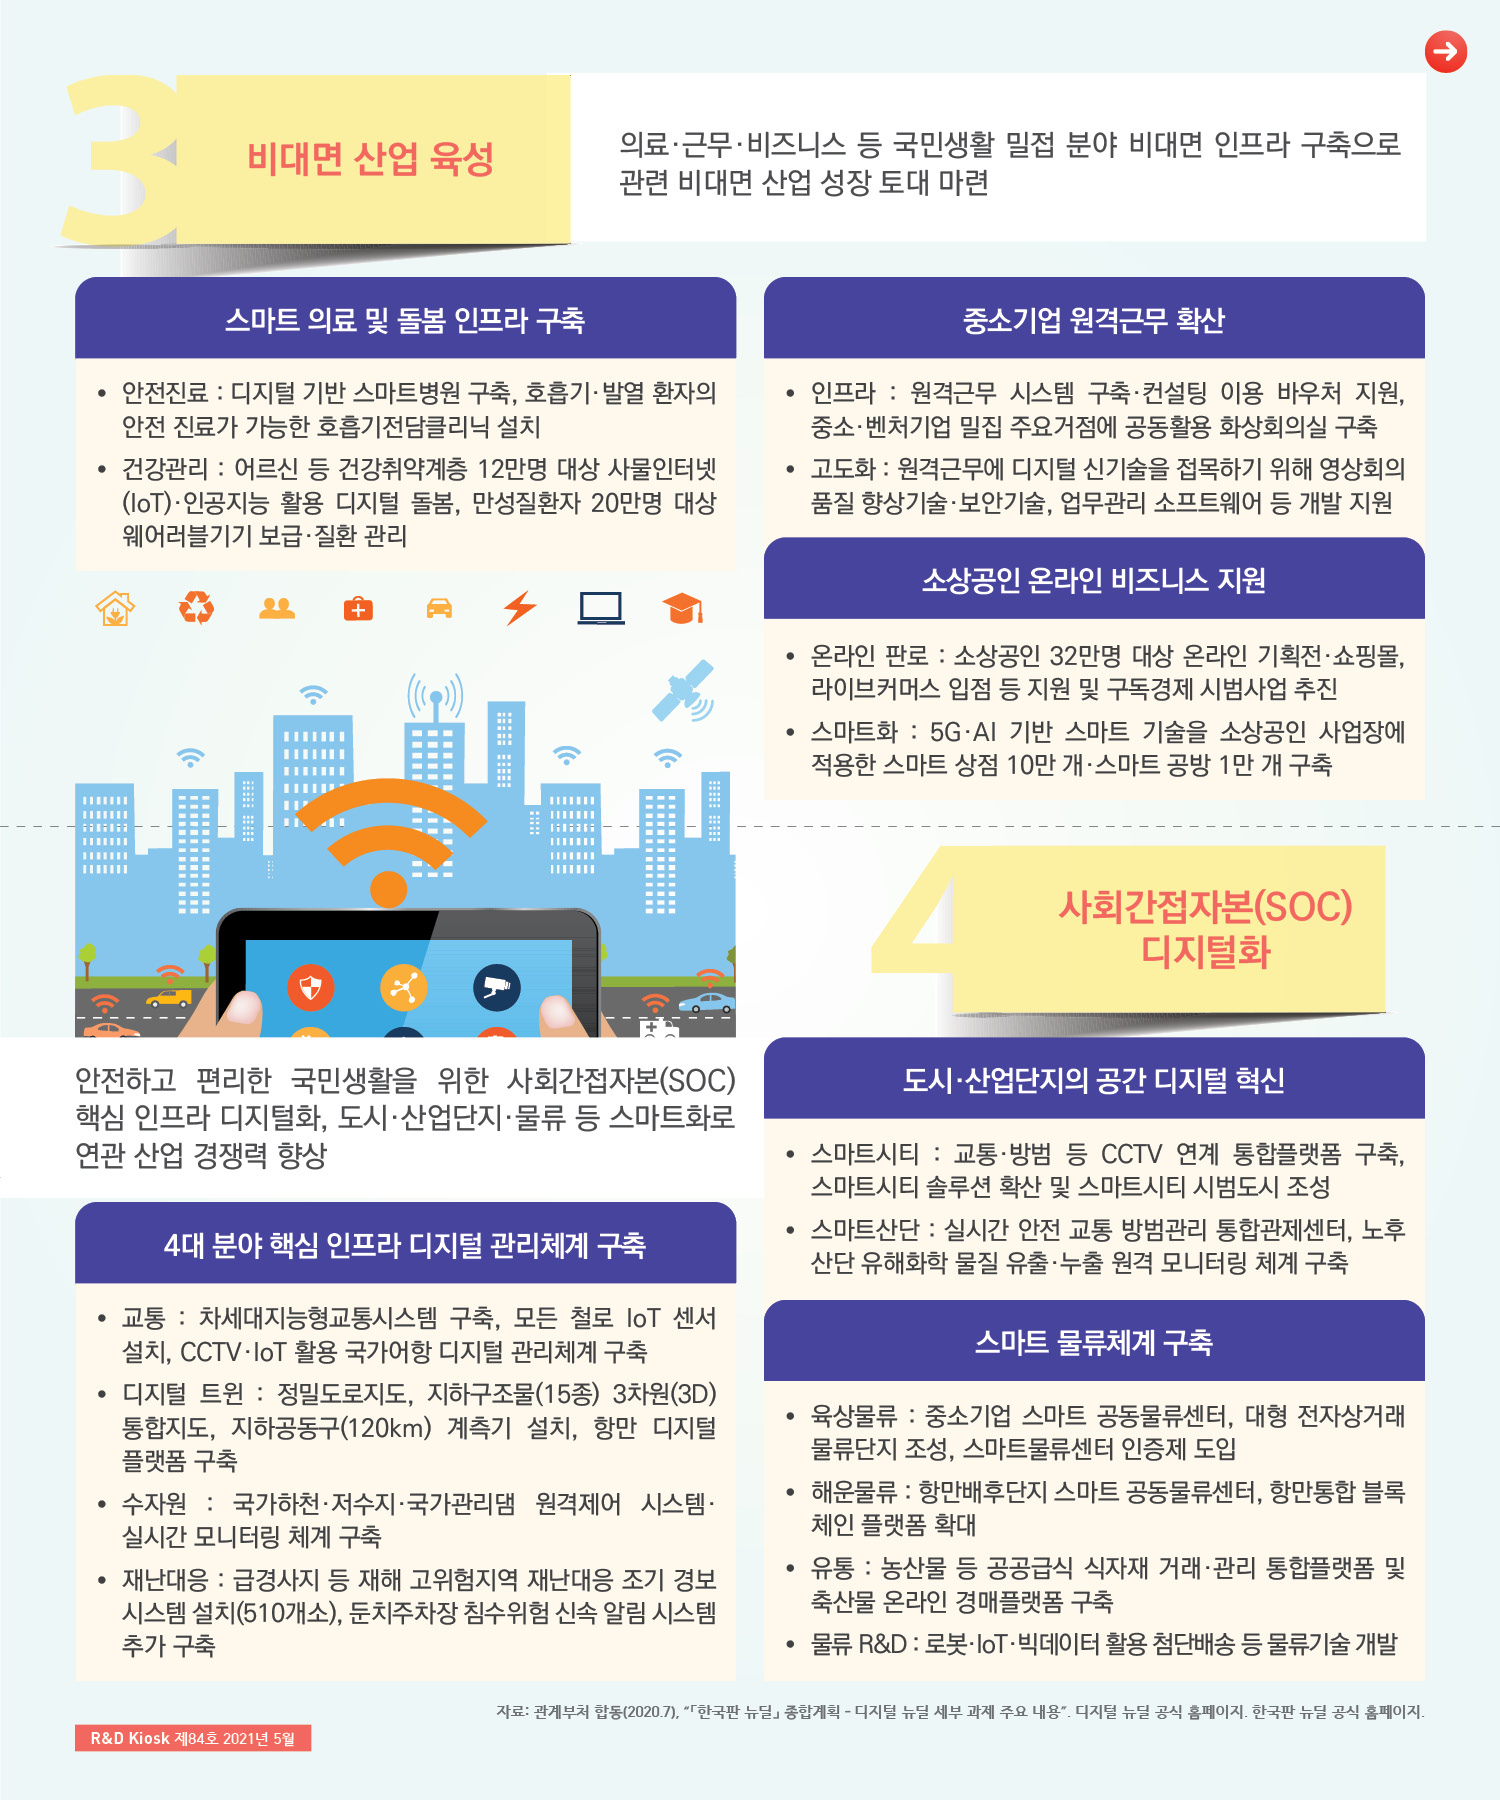 3
비대면 산업 육성
의료·근무·비즈니스 등 국민생활 밀접 분야 비대면 인프라 구축으로
관련 비대면 산업 성장 토대 마련
스마트 의료 및 돌봄 인프라 구축
• 안전진료 : 디지털 기반 스마트병원 구축, 호흡기·발열 환자의
안전 진료가 가능한 호흡기전담클리닉 설치
• 건강관리 : 어르신 등 건강취약계층 12만명 대상 사물인터넷
(IoT)·인공지능 활용 디지털 돌봄, 만성질환자 20만명 대상
웨어러블기기 보급·질환 관리
중소기업 원격근무 확산
• 인프라 : 원격근무 시스템 구축·컨설팅 이용 바우처 지원,
중소·벤처기업 밀집 주요거점에 공동활용 화상회의실 구축
• 고도화 : 원격근무에 디지털 신기술을 접목하기 위해 영상회의
품질 향상기술·보안기술, 업무관리 소프트웨어 등 개발 지원
소상공인 온라인 비즈니스 지원
• 온라인 판로 : 소상공인 32만명 대상 온라인 기획전·쇼핑몰,
라이브커머스 입점 등 지원 및 구독경제 시범사업 추진
• 스마트화 : 5G·AI 기반 스마트 기술을 소상공인 사업장에
적용한 스마트 상점 10만 개·스마트 공방 1만 개 구축
4
사회간접자본(SOC)
디지털화
안전하고 편리한 국민생활을 위한 사회간접자본(SOC)
핵심 인프라 디지털화, 도시·산업단지·물류 등 스마트화로
연관 산업 경쟁력 향상
4대 분야 핵심 인프라 디지털 관리체계 구축
• 교통 : 차세대지능형교통시스템 구축, 모든 철로 IoT 센서
설치, CCTV·IoT 활용 국가어항 디지털 관리체계 구축
• 디지털 트윈 : 정밀도로지도, 지하구조물(15종) 3차원(3D)
통합지도, 지하공동구(120km) 계측기 설치, 항만 디지털
플랫폼 구축
• 수자원 : 국가하천·저수지·국가관리댐 원격제어 시스템·
실시간 모니터링 체계 구축
• 재난대응 : 급경사지 등 재해 고위험지역 재난대응 조기 경보
시스템 설치(510개소), 둔치주차장 침수위험 신속 알림 시스템
추가 구축
도시·산업단지의 공간 디지털 혁신
• 스마트시티 : 교통·방범 등 CCTV 연계 통합플랫폼 구축,
스마트시티 솔루션 확산 및 스마트시티 시범도시 조성
• 스마트산단 : 실시간 안전 교통 방범관리 통합관제센터, 노후
산단 유해화학 물질 유출·누출 원격 모니터링 체계 구축
스마트 물류체계 구축
• 육상물류 : 중소기업 스마트 공동물류센터, 대형 전자상거래
물류단지 조성, 스마트물류센터 인증제 도입
• 해운물류 : 항만배후단지 스마트 공동물류센터, 항만통합 블록
체인 플랫폼 확대
• 유통 : 농산물 등 공공급식 식자재 거래·관리 통합플랫폼 및
축산물 온라인 경매플랫폼 구축
• 물류 R&D : 로봇·IoT·빅데이터 활용 첨단배송 등 물류기술 개발
자료: 관계부처 합동(2020.7), “「한국판 뉴딜」 종합계획 – 디지털 뉴딜 세부 과제 주요 내용”. 디지털 뉴딜 공식 홈페이지. 한국판 뉴딜 공식 홈페이지.
R&D Kiosk 제84호 2021년 5월